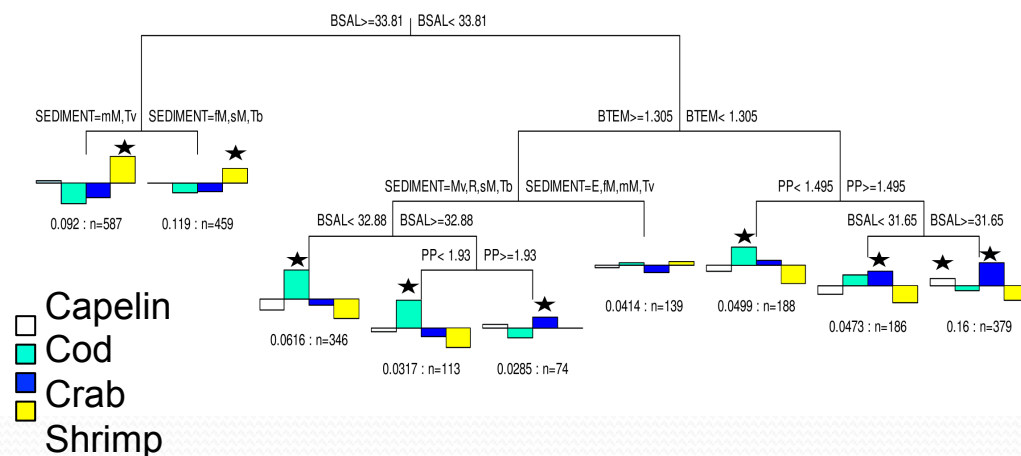 BSAL>=33.81 BSAL< 33.81
SEDIMENT=mM,Tv SEDIMENT=fM,sM,Tb
BTEM>=1.305 BTEM< 1.305
SEDIMENT=Mv,R,sM,Tb SEDIMENT=E,fM,mM,Tv
PP< 1.495 PP>=1.495
BSAL< 32.88 BSAL>=32.88
BSAL< 31.65 BSAL>=31.65
PP< 1.93 PP>=1.93
0.092 : n=587
0.119 : n=459
0.0616 : n=346
0.0317 : n=113
0.0285 : n=74
0.0414 : n=139
0.0499 : n=188
0.0473 : n=186
0.16 : n=379
Capelin
Cod
Crab
Shrimp